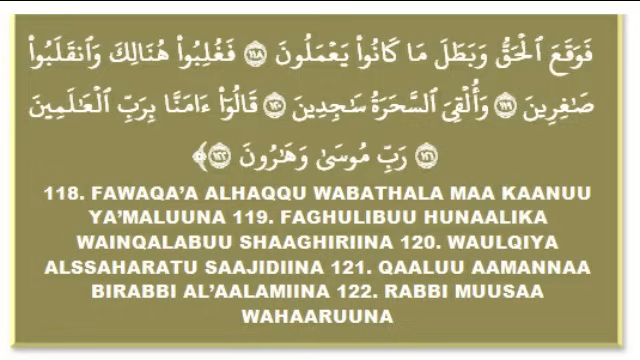 فَوَقَعَ ٱلْحَقُّ وَبَطَلَ مَا كَانُوا۟ يَعْمَلُونَ ﴿١١٨﴾ فَغُلِبُوا۟ هُنَالِكَ وَٱنقَلَبُوا۟
صَـٰغِرِينَ ﴿١١٩﴾ وَأُلْقِىَ ٱلسَّحَرَةُ سَـٰجِدِينَ ﴿١٢٠﴾ قَالُوٓا۟ ءَامَنَّا بِرَبِّ ٱلْعَـٰلَمِينَ
﴿١٢١﴾ رَبِّ مُوسَىٰ وَهَـٰرُونَ ﴿١٢٢﴾
118. FAWAQA’A ALHAQQU WABATHALA MAA KAANUU
YA’MALUUNA 119. FAGHULIBUU HUNAALIKA
WAINQALABUU SHAAGHIRIINA 120. WAULQIYA
ALSSAHARATU SAAJIDIINA 121. QAALUU AAMANNAA
BIRABBI AL’AALAMIINA 122. RABBI MUUSAA
WAHAARUUNA